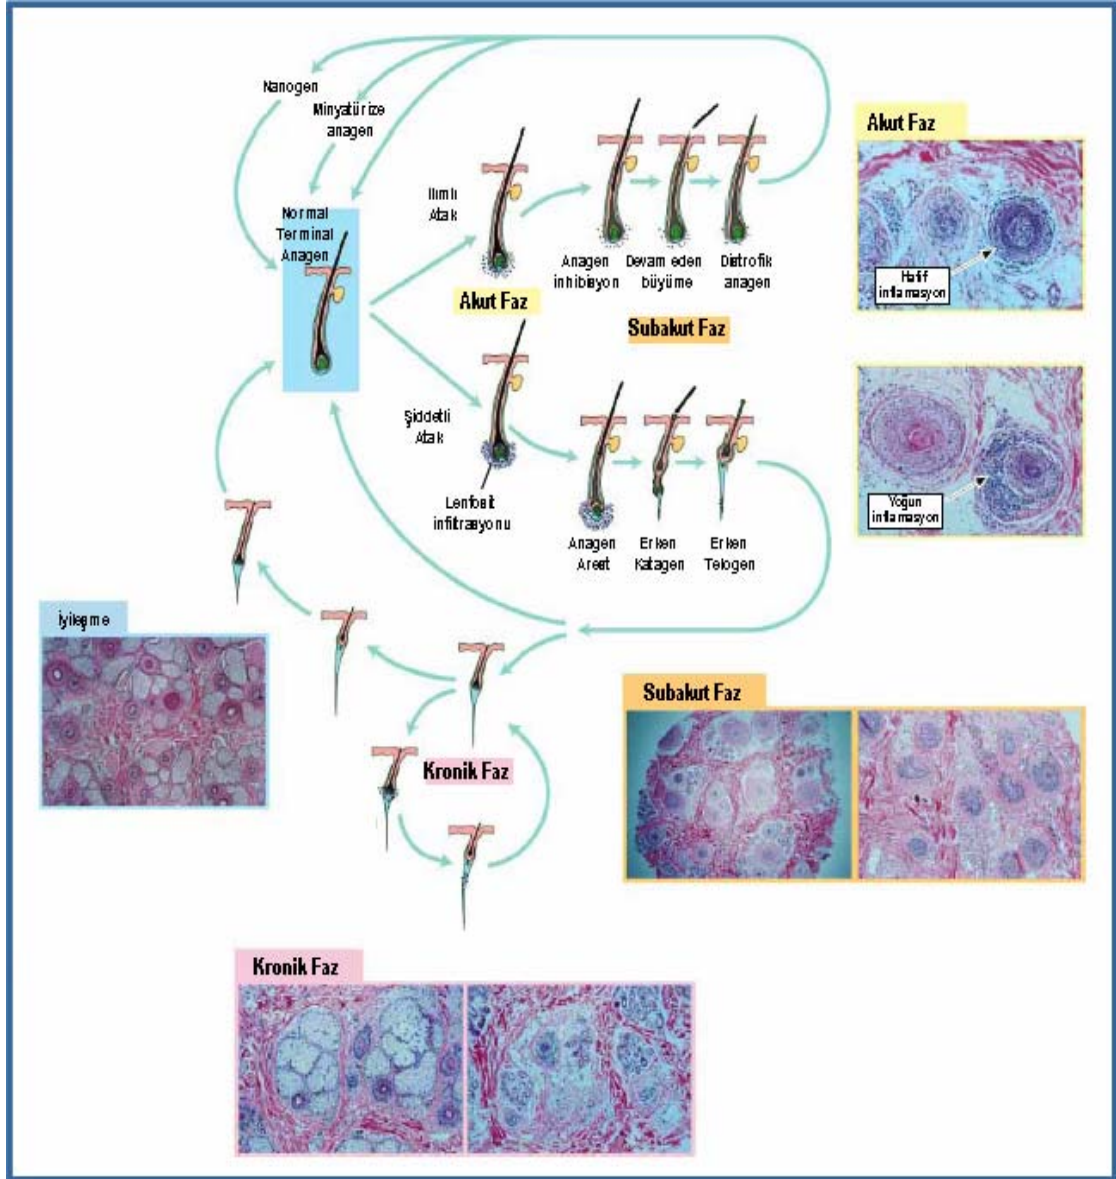 Nanogen
Minyatürize
anagen
Normal
Terminal
Anagen
Ilımlı
Atak
Akut Faz
Anagen
inhibisyon
Devam eden
büyüme
Distrofik
anagen
Subakut Faz
Şiddetli
Atak
Lenfosit
infiltrasyonu
Anagen
Arest
Erken
Katagen
Erken
Telogen
Akut Faz
Hafif
inflamasyon
Yoğun
inflamasyon
İyileşme
Kronik Faz
Subakut Faz
Kronik Faz